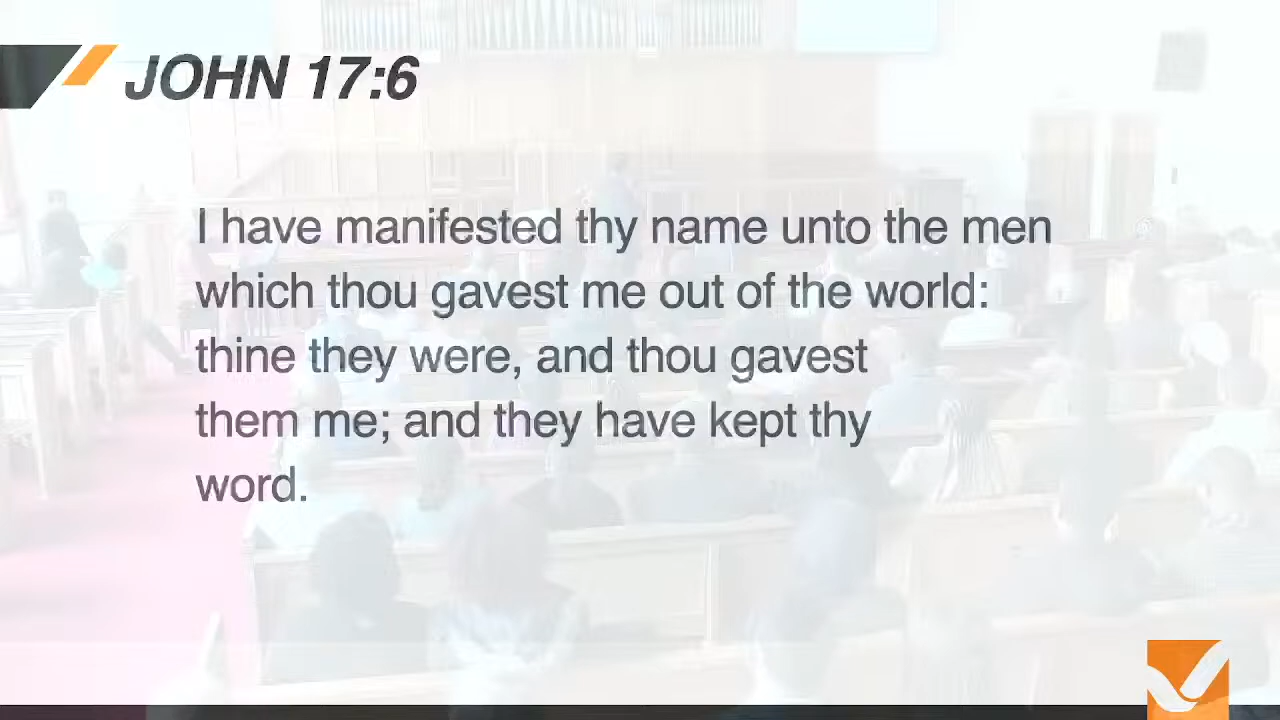 JOHN 17:6
I have manifested thy name unto the men
which thou gavest me out of the world:
thine they were, and thou gavest
them me; and they have kept thy
word.